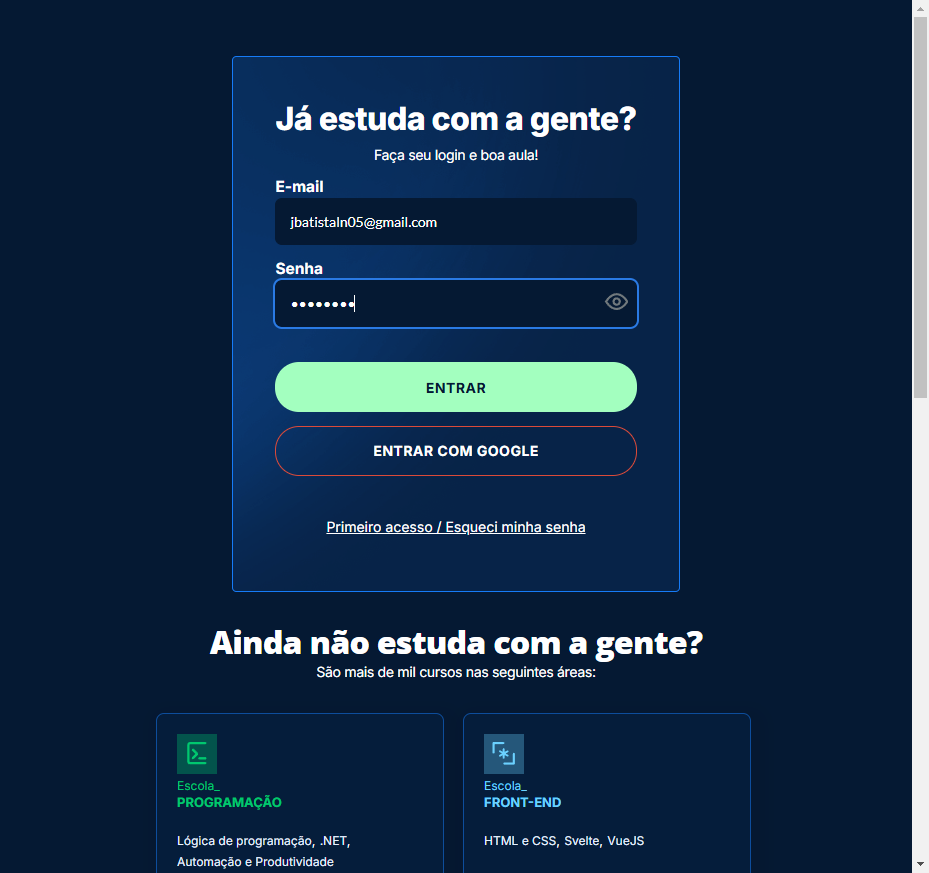 Já estuda com a gente?
Faça seu login e boa aula!
E-mail
jbatistaln05@gmail.com
Senha
••••••••
ENTRAR
ENTRAR COM GOOGLE
Primeiro acesso / Esqueci minha senha
Ainda não estuda com a gente?
São mais de mil cursos nas seguintes áreas:
Escola_
PROGRAMAÇÃO
Lógica de programação, .NET,
Automação e Produtividade
Escola_
FRONT-END
HTML e CSS, Svelte, VueJS